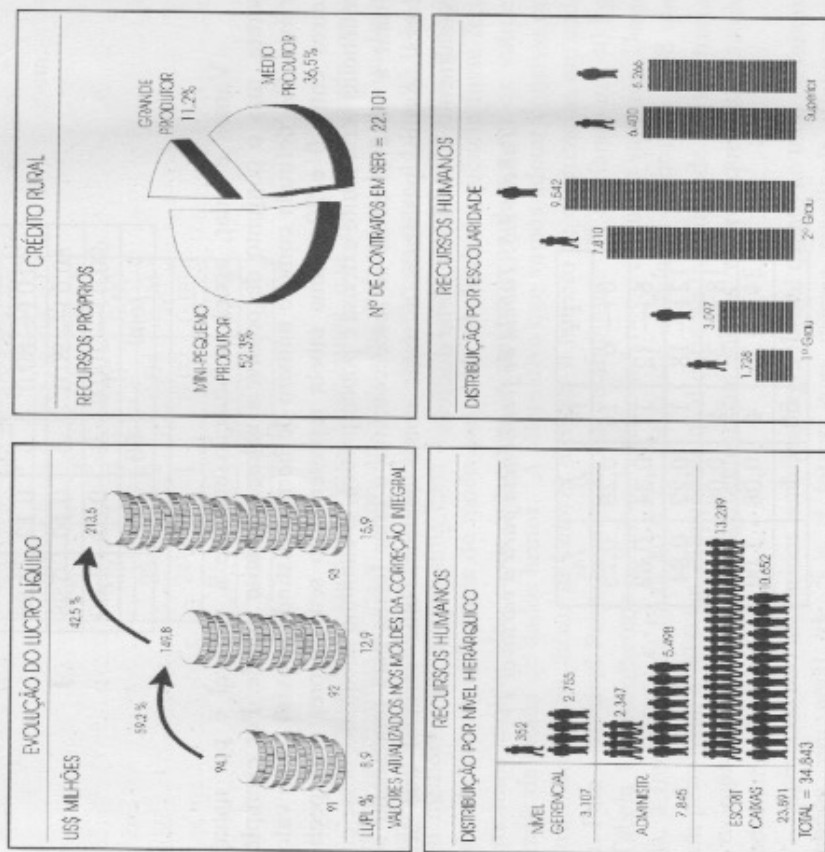 EVOLUÇÃO DO LUCRO LÍQUIDO
US$ MILHÕES
42,5 %
213,5
59,2 %
149,8
94,1
91 92 93
LL/PL % 8,9 12,9 15,9
VALORES ATUALIZADOS NOS MOLDES DA CORREÇÃO INTEGRAL
CRÉDITO RURAL
RECURSOS PRÓPRIOS
GRANDE
PRODUTOR
11,2%
MINI-PEQUENO
PRODUTOR
52,3%
MÉDIO
PRODUTOR
36,5%
Nº DE CONTRATOS EM SER = 22.101
RECURSOS HUMANOS
DISTRIBUIÇÃO POR NÍVEL HIERÁRQUICO
NÍVEL
GERENCIAL
3.107
352
2.755
ADMINISTR.
7.845
2.347
5.498
ESCRIT
CAIXAS
23.891
13.239
10.652
TOTAL = 34.843
RECURSOS HUMANOS
DISTRIBUIÇÃO POR ESCOLARIDADE
1.728
3.097
7.810
9.542
6.400
6.266
1º Grau
2º Grau
Superior